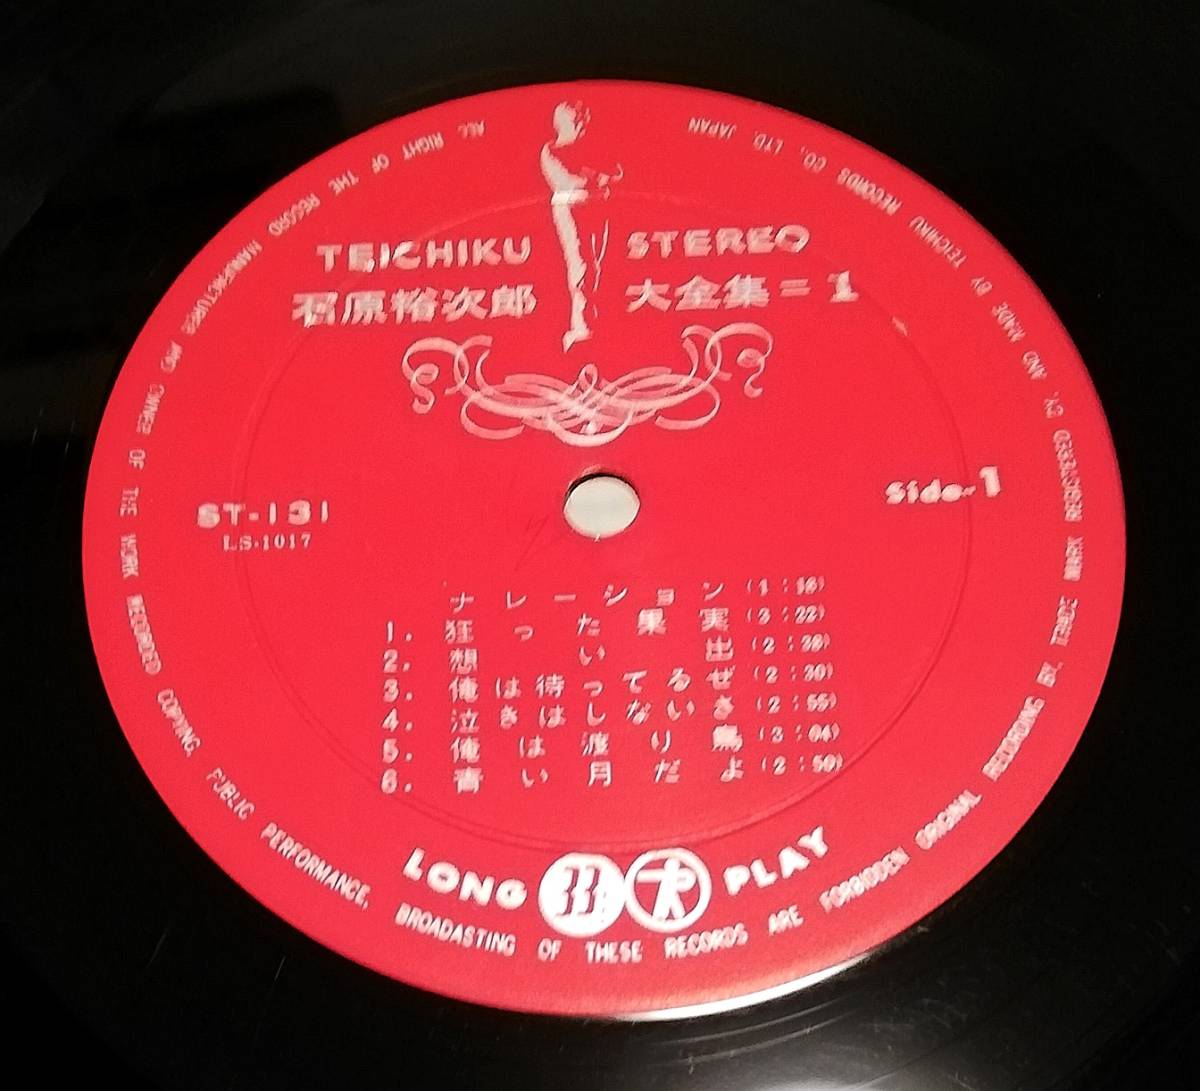 TEICHIKU STEREO
石原裕次郎 大全集=1
ST-131
LS-1017
Side-1
ナレーション (1:18)
1. 狂った果実 (3:22)
2. 想い出 (2:38)
3. 俺は待ってるぜ (2:30)
4. 泣きはしないさ (2:55)
5. 俺は渡り鳥 (3:04)
6. 青い月だよ (2:50)
LONG PLAY
ALL RIGHT OF THE RECORD MANUFACTURER AND OWNER OF THE WORK RECORDED COPYING, PUBLIC PERFORMANCE, BROADASTING OF THESE RECORDS ARE FORBIDDEN ORIGINAL RECORDING BY, TRADE MARK REGISTERED BY, AND MADE BY TEICHIKU RECORDS CO., LTD. JAPAN